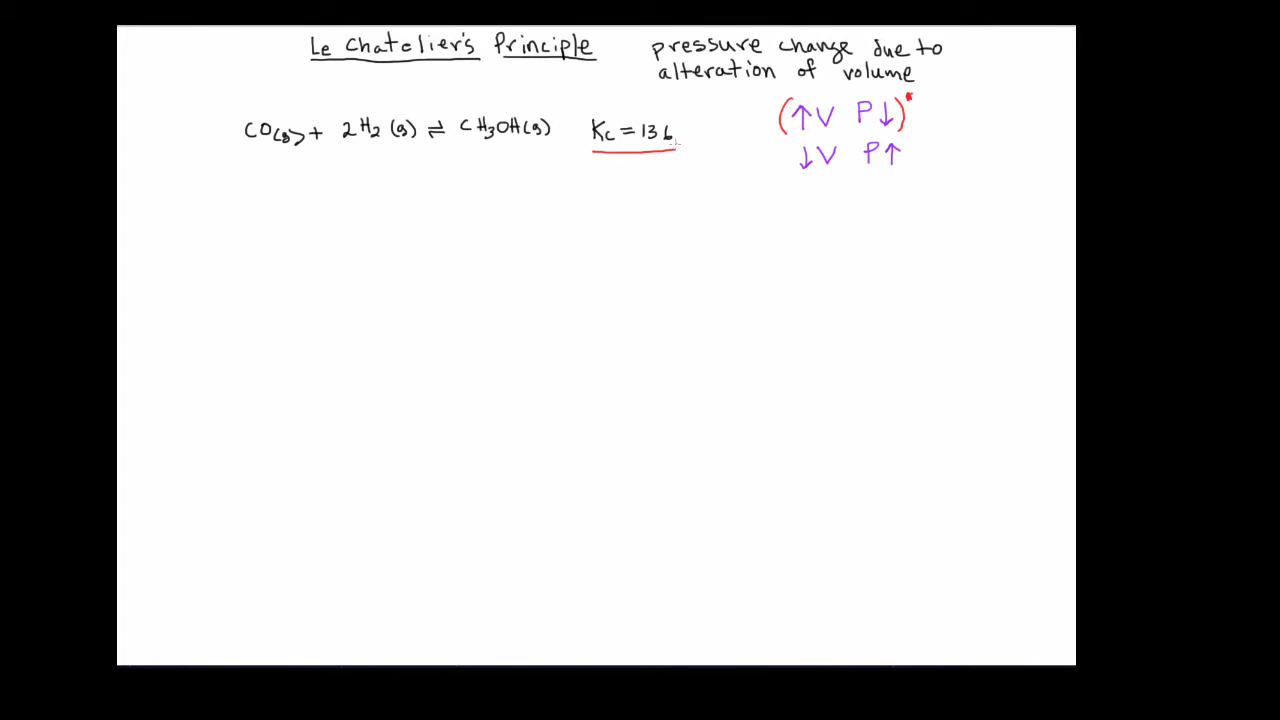 Le Chatelier's Principle
pressure change due to
alteration of volume
CO(g) + 2H₂ (g) ⇌ CH₃OH(g) Kc = 13.6
(↑V P↓)*
↓V P↑